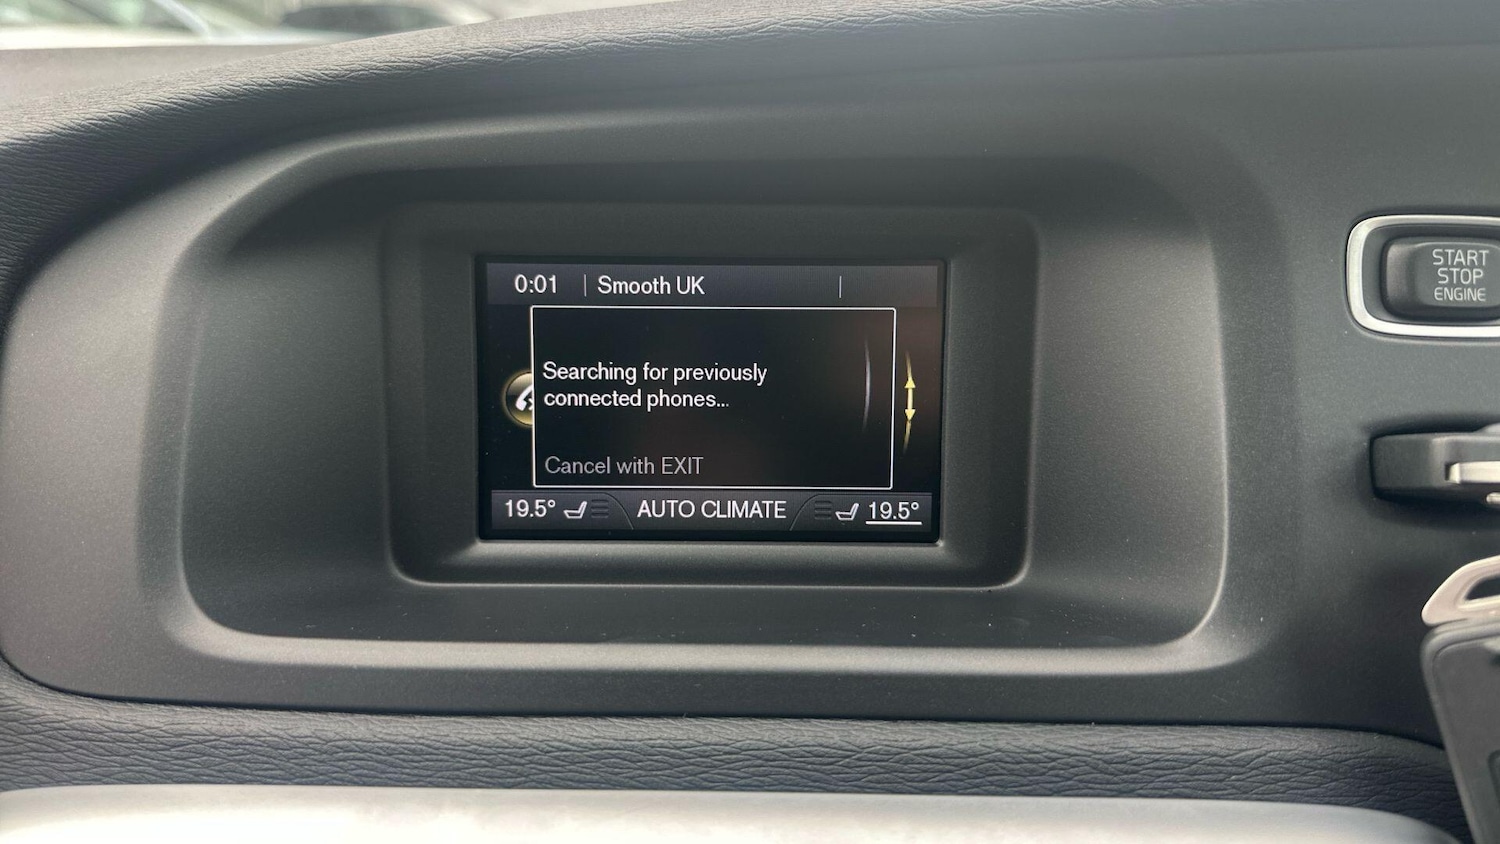 0:01 Smooth UK
Searching for previously
connected phones...
Cancel with EXIT
19.5° AUTO CLIMATE 19.5°
START
STOP
ENGINE